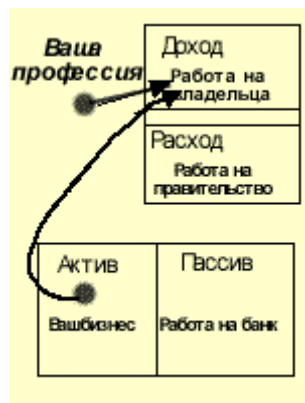 Ваша
профессия
Доход
Работа на
владельца
Расход
Работа на
правительство
Актив
Вашбизнес
Пассив
Работа на банк